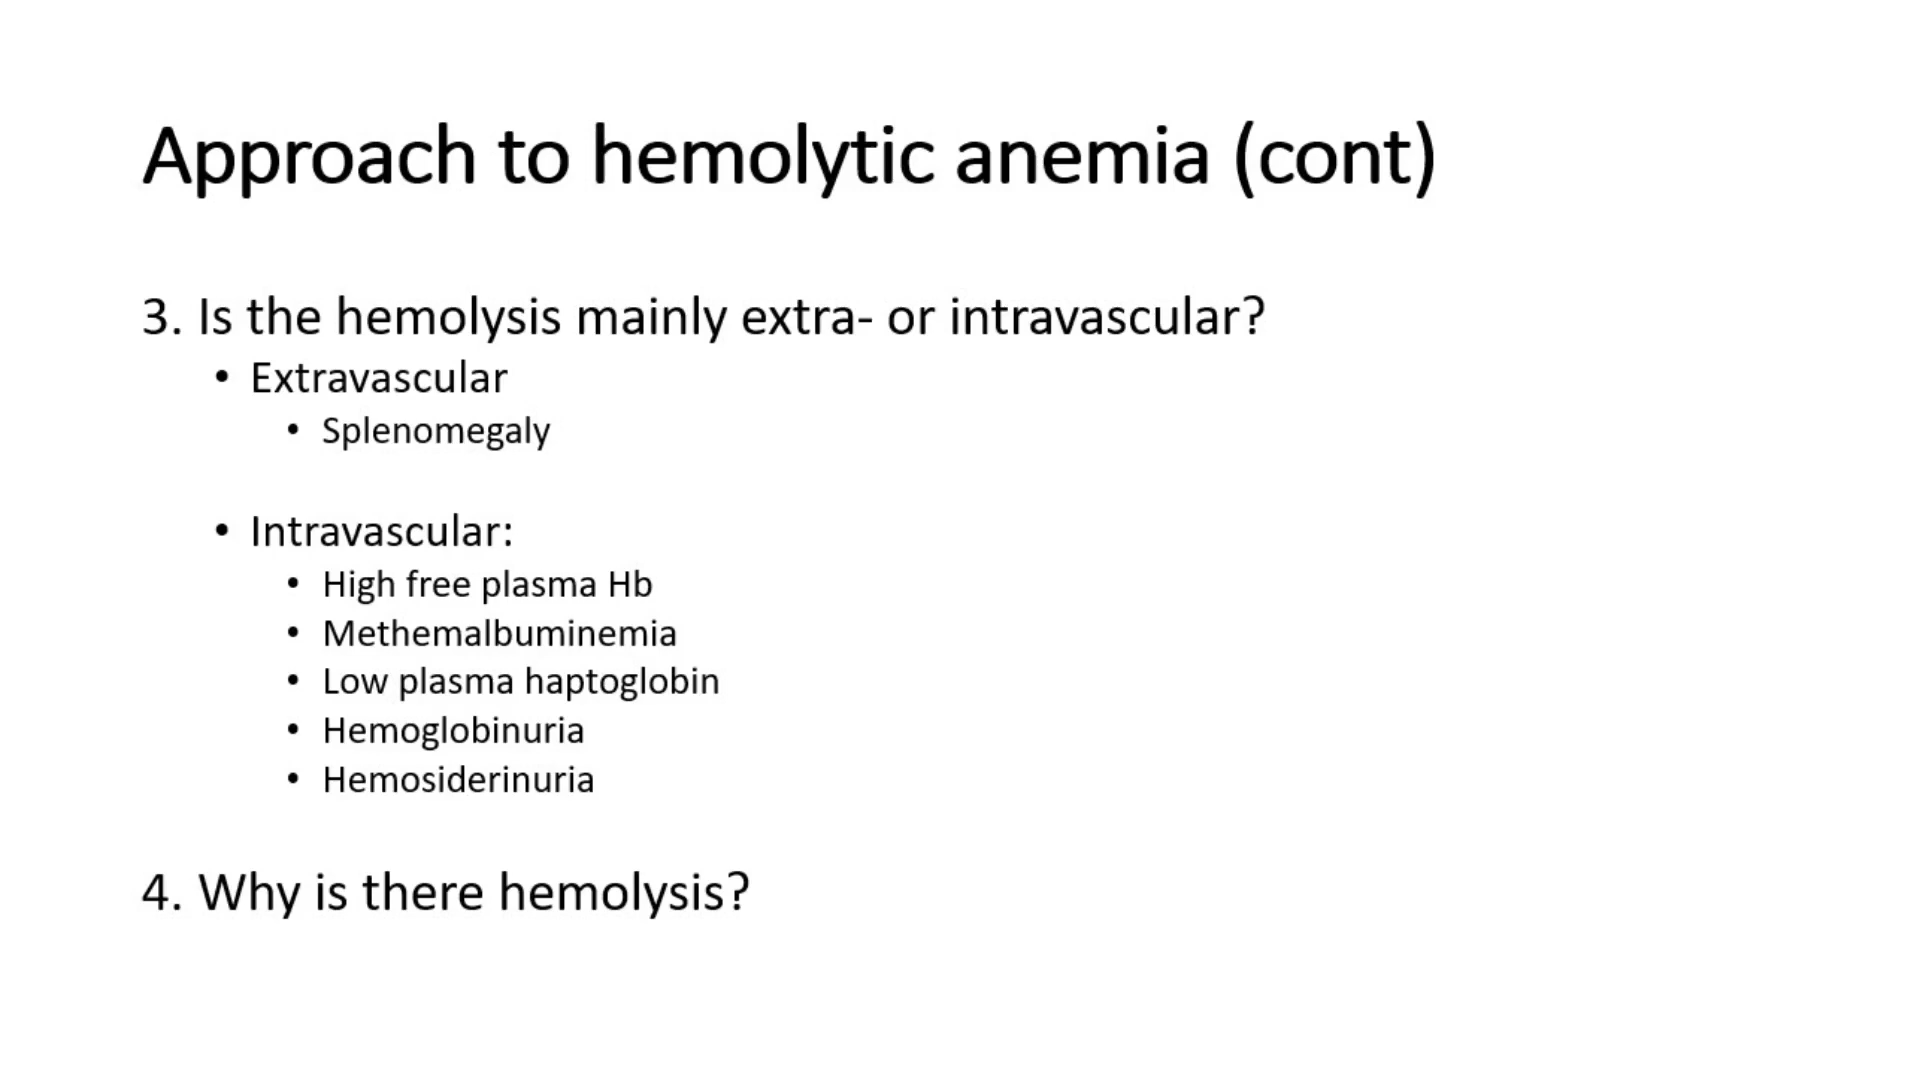 Approach to hemolytic anemia (cont)
3. Is the hemolysis mainly extra- or intravascular?
• Extravascular
• Splenomegaly
• Intravascular:
• High free plasma Hb
• Methemalbuminemia
• Low plasma haptoglobin
• Hemoglobinuria
• Hemosiderinuria
4. Why is there hemolysis?